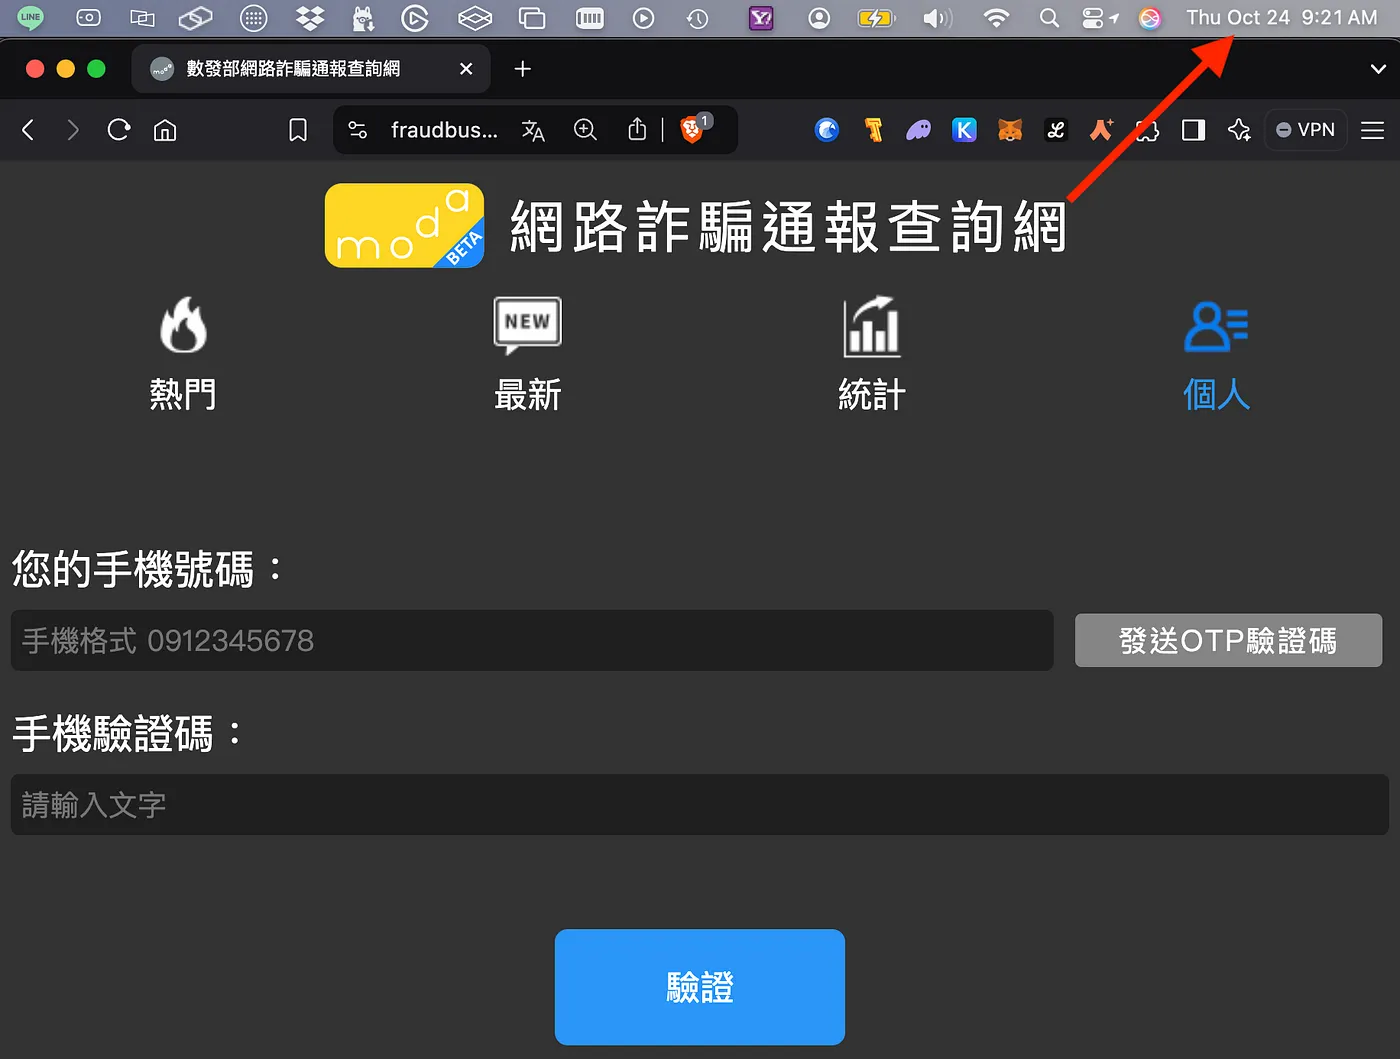 LINE
Thu Oct 24 9:21 AM
數發部網路詐騙通報查詢網
fraudbus...
1
K
VPN
moda
BETA
網路詐騙通報查詢網
NEW
熱門
最新
統計
個人
您的手機號碼：
手機格式 0912345678
發送OTP驗證碼
手機驗證碼：
請輸入文字
驗證